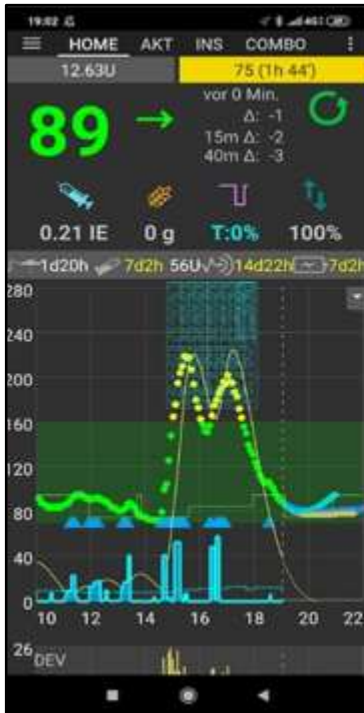 19:02
HOME AKT INS COMBO
12.63U 75 (1h 44')
89
vor 0 Min.
Δ: -1
15m Δ: -2
40m Δ: -3
0.21 IE 0 g T:0% 100%
1d20h 7d2h 56U 14d22h 7d2h
280
240
200
160
120
80
40
0
10 12 14 16 18 20 22
26
DEV